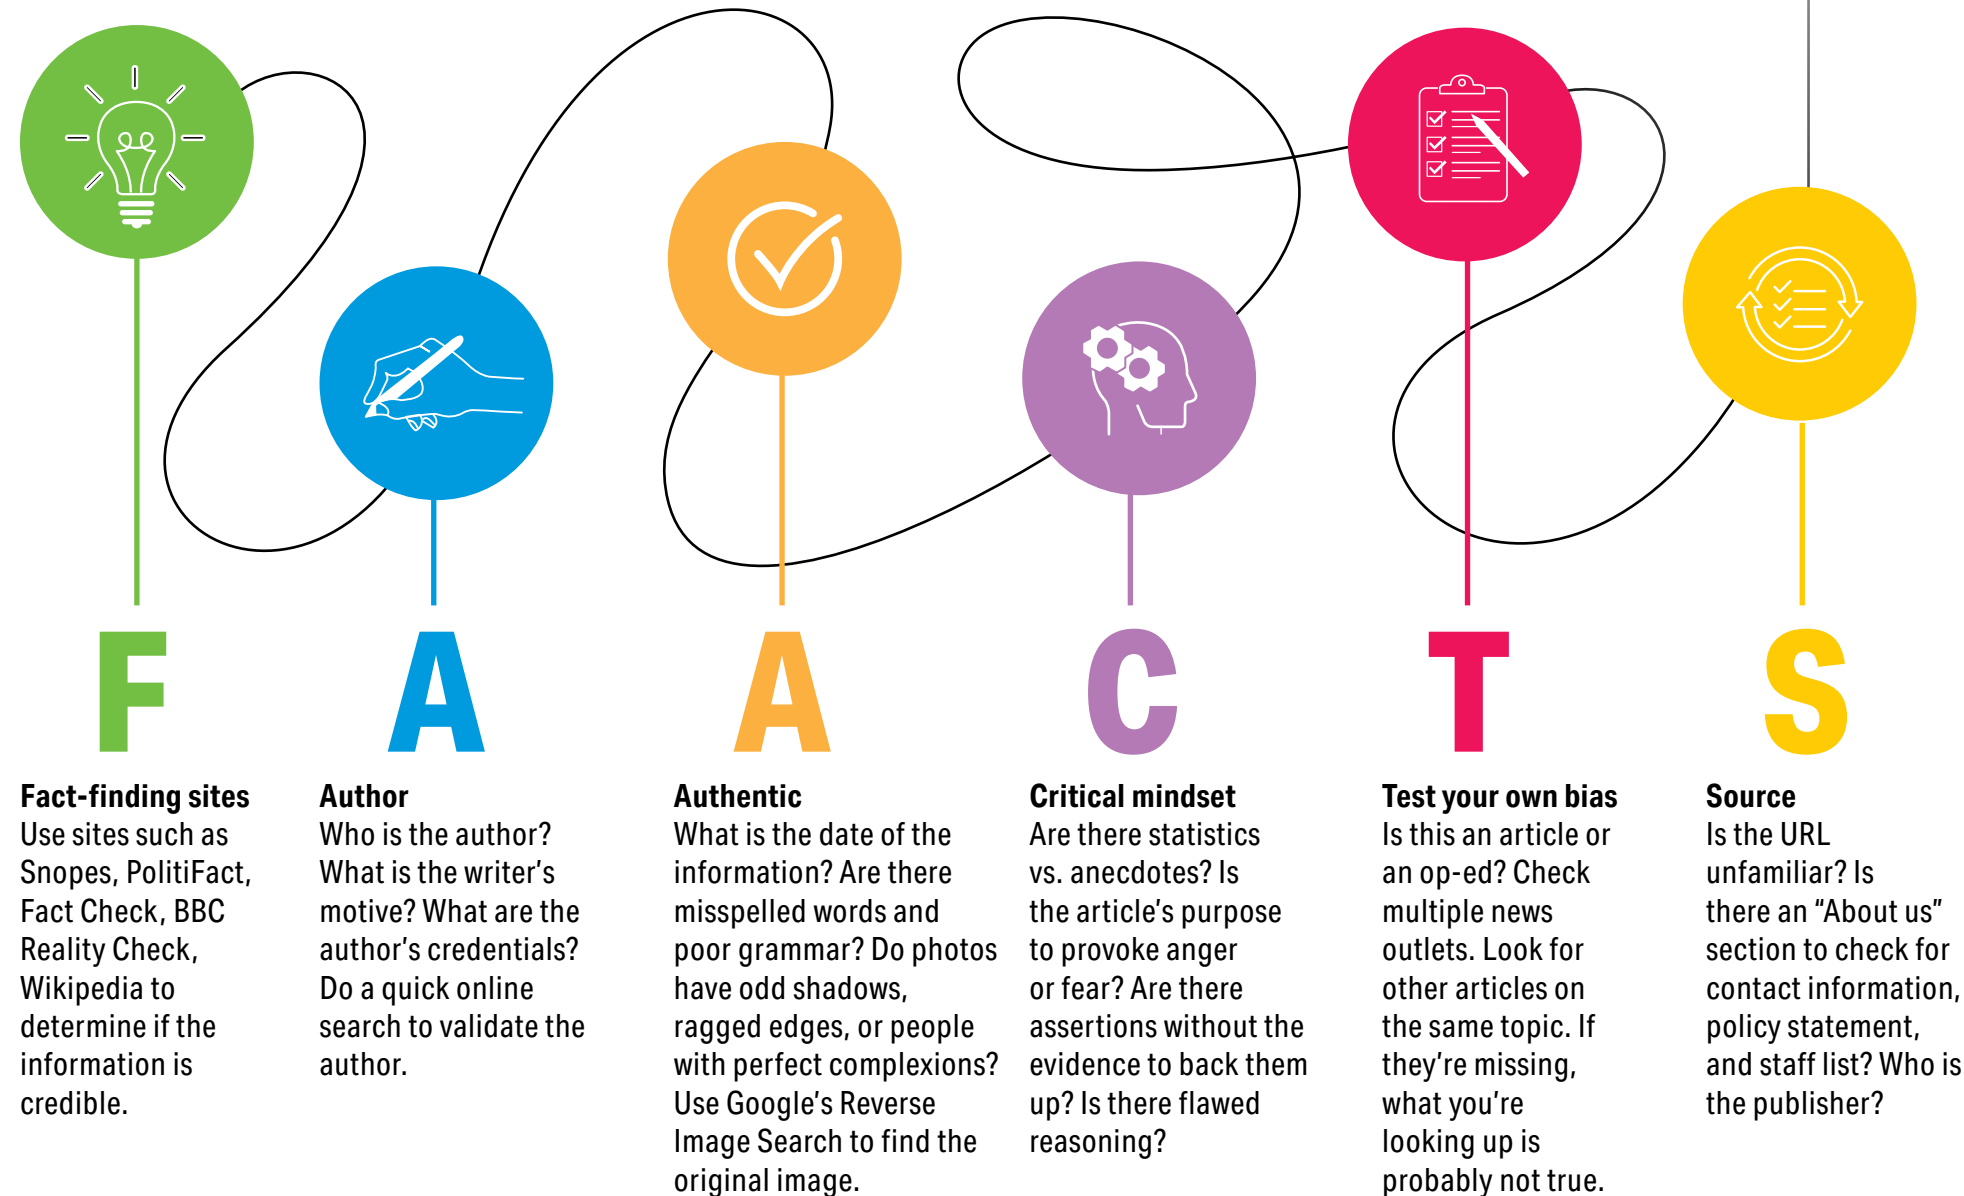 F
A
A
C
T
S
Fact-finding sites
Use sites such as
Snopes, PolitiFact,
Fact Check, BBC
Reality Check,
Wikipedia to
determine if the
information is
credible.
Author
Who is the author?
What is the writer’s
motive? What are the
author’s credentials?
Do a quick online
search to validate the
author.
Authentic
What is the date of the
information? Are there
misspelled words and
poor grammar? Do photos
have odd shadows,
ragged edges, or people
with perfect complexions?
Use Google’s Reverse
Image Search to find the
original image.
Critical mindset
Are there statistics
vs. anecdotes? Is
the article’s purpose
to provoke anger
or fear? Are there
assertions without the
evidence to back them
up? Is there flawed
reasoning?
Test your own bias
Is this an article or
an op-ed? Check
multiple news
outlets. Look for
other articles on
the same topic. If
they’re missing,
what you’re
looking up is
probably not true.
Source
Is the URL
unfamiliar? Is
there an “About us”
section to check for
contact information,
policy statement,
and staff list? Who is
the publisher?